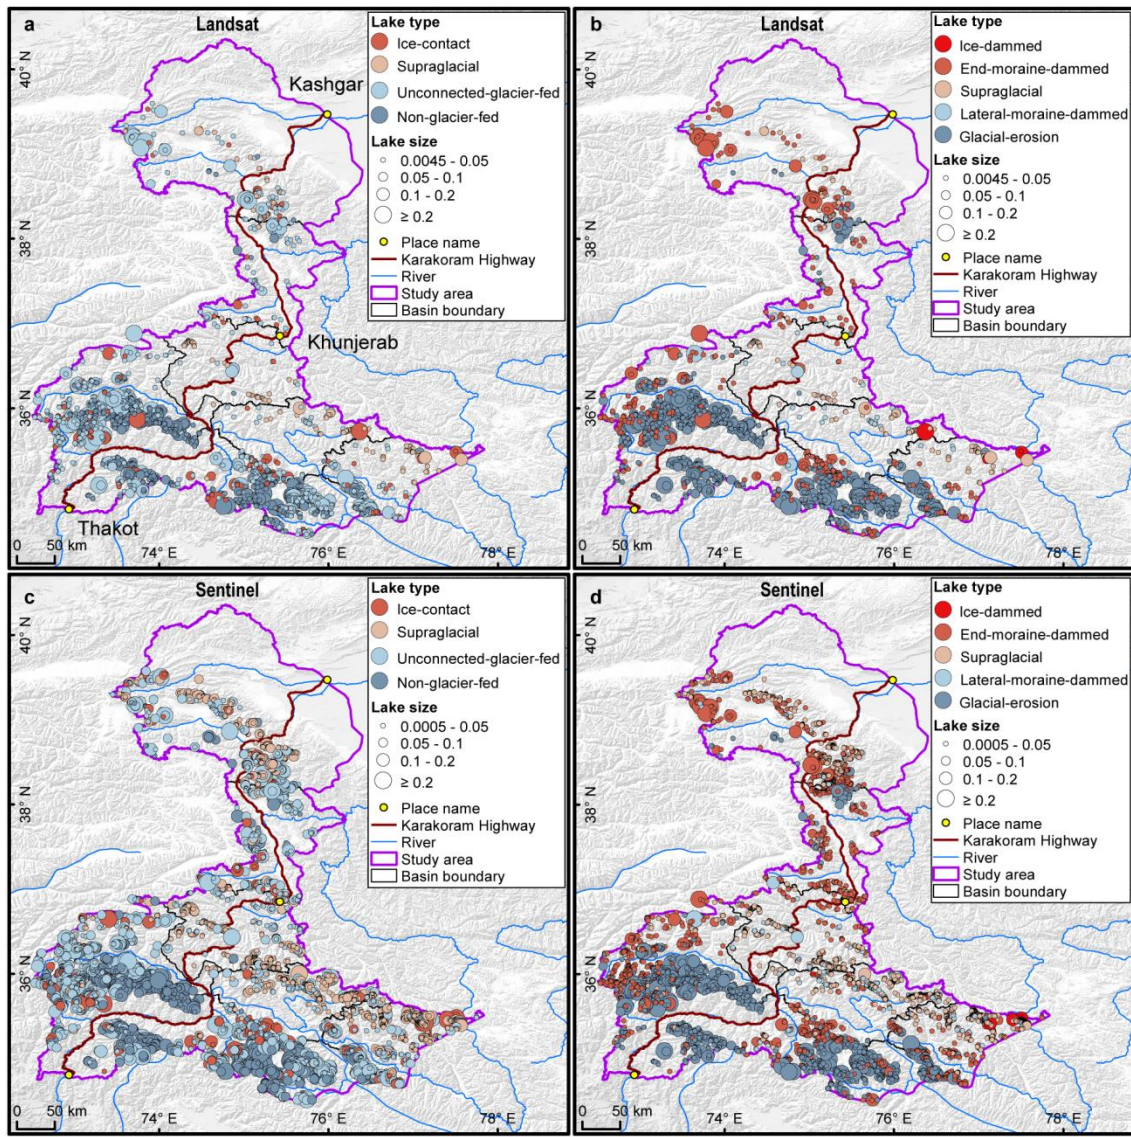 a
Landsat
Lake type
Ice-contact
Supraglacial
Unconnected-glacier-fed
Non-glacier-fed
Lake size
0.0045 - 0.05
0.05 - 0.1
0.1 - 0.2
≥ 0.2
Place name
Karakoram Highway
River
Study area
Basin boundary
Kashgar
Khunjerab
Thakot
40° N
38° N
36° N
0 50 km
74° E
76° E
78° E
b
Landsat
Lake type
Ice-dammed
End-moraine-dammed
Supraglacial
Lateral-moraine-dammed
Glacial-erosion
Lake size
0.0045 - 0.05
0.05 - 0.1
0.1 - 0.2
≥ 0.2
Place name
Karakoram Highway
River
Study area
Basin boundary
40° N
38° N
36° N
0 50 km
74° E
76° E
78° E
c
Sentinel
Lake type
Ice-contact
Supraglacial
Unconnected-glacier-fed
Non-glacier-fed
Lake size
0.0005 - 0.05
0.05 - 0.1
0.1 - 0.2
≥ 0.2
Place name
Karakoram Highway
River
Study area
Basin boundary
40° N
38° N
36° N
0 50 km
74° E
76° E
78° E
d
Sentinel
Lake type
Ice-dammed
End-moraine-dammed
Supraglacial
Lateral-moraine-dammed
Glacial-erosion
Lake size
0.0005 - 0.05
0.05 - 0.1
0.1 - 0.2
≥ 0.2
Place name
Karakoram Highway
River
Study area
Basin boundary
40° N
38° N
36° N
0 50 km
74° E
76° E
78° E